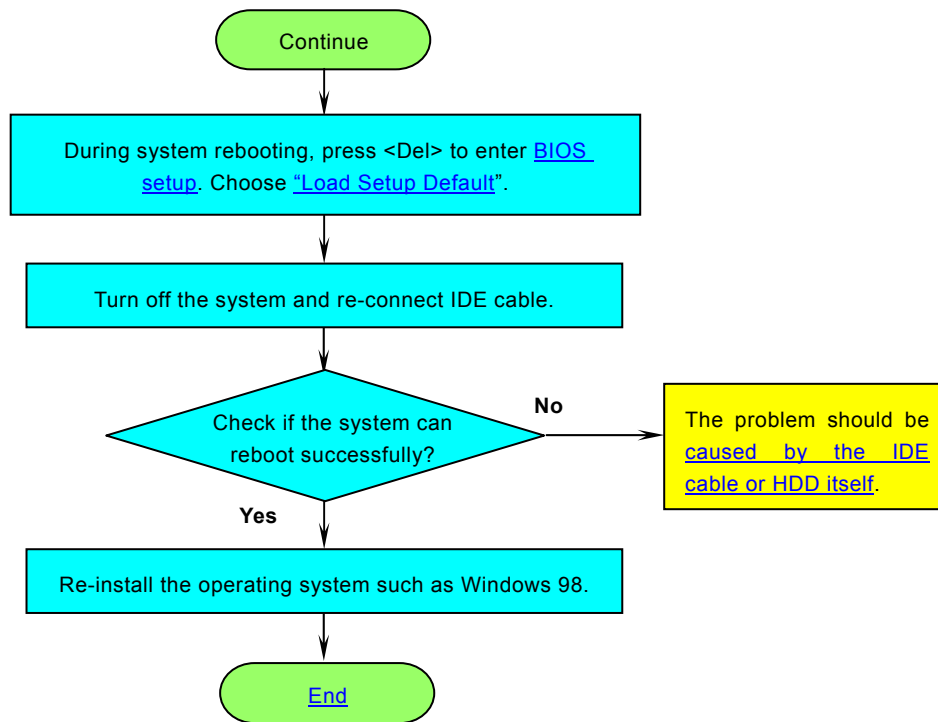 Continue
During system rebooting, press <Del> to enter BIOS
setup. Choose “Load Setup Default”.
Turn off the system and re-connect IDE cable.
Check if the system can
reboot successfully?
No
The problem should be
caused by the IDE
cable or HDD itself.
Yes
Re-install the operating system such as Windows 98.
End